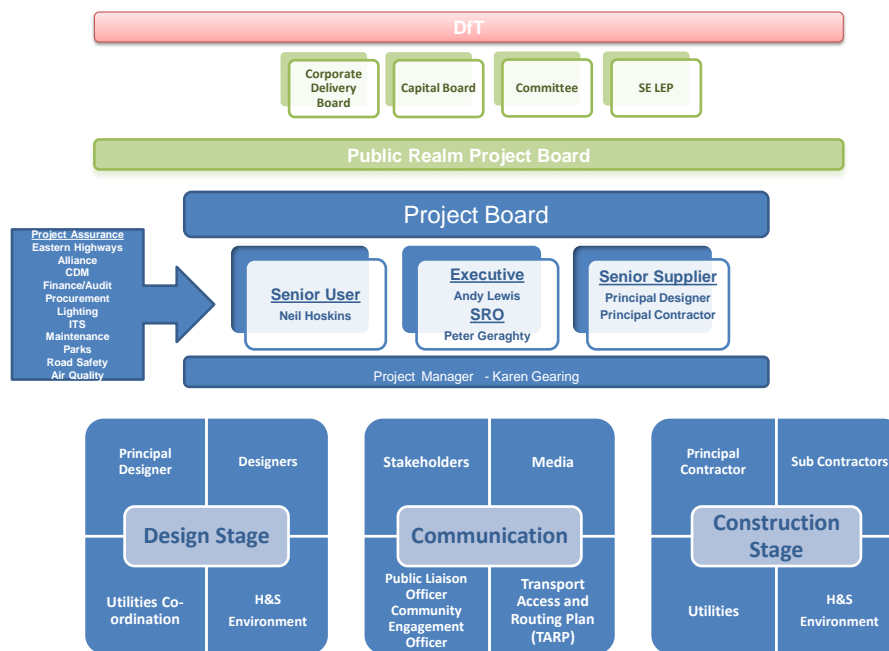 DfT
Corporate
Delivery
Board
Capital Board
Committee
SE LEP
Public Realm Project Board
Project Board
Project Assurance
Eastern Highways
Alliance
CDM
Finance/Audit
Procurement
Lighting
ITS
Maintenance
Parks
Road Safety
Air Quality
Senior User
Neil Hoskins
Executive
Andy Lewis
SRO
Peter Geraghty
Senior Supplier
Principal Designer
Principal Contractor
Project Manager - Karen Gearing
Principal
Designer
Designers
Design Stage
Utilities Co-
ordination
H&S
Environment
Stakeholders
Media
Communication
Public Liaison
Officer
Community
Engagement
Officer
Transport
Access and
Routing Plan
(TARP)
Principal
Contractor
Sub Contractors
Construction
Stage
Utilities
H&S
Environment